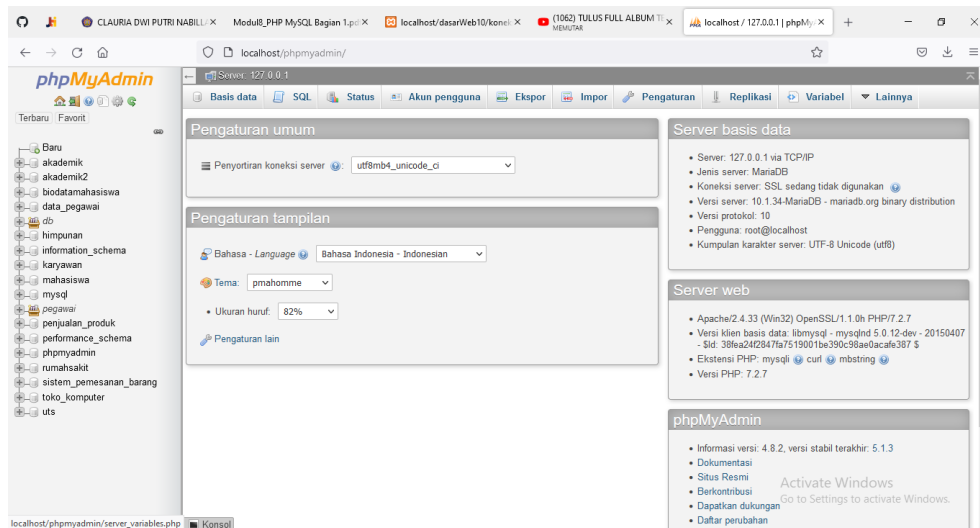 CLAURIA DWI PUTRI NABILLA
Modul8_PHP MySQL Bagian 1.pd
localhost/dasarWeb10/konek
(1062) TULUS FULL ALBUM TE
MEMUTAR
localhost / 127.0.0.1 | phpMy
localhost/phpmyadmin/
phpMyAdmin
Terbaru Favorit
Baru
akademik
akademik2
biodatamahasiswa
data_pegawai
db
himpunan
information_schema
karyawan
mahasiswa
mysql
pegawai
penjualan_produk
performance_schema
phpmyadmin
rumahsakit
sistem_pemesanan_barang
toko_komputer
uts
Server: 127.0.0.1
Basis data SQL Status Akun pengguna Ekspor Impor Pengaturan Replikasi Variabel Lainnya
Pengaturan umum
Penyortiran koneksi server : utf8mb4_unicode_ci
Pengaturan tampilan
Bahasa - Language Bahasa Indonesia - Indonesian
Tema: pmahomme
• Ukuran huruf: 82%
Pengaturan lain
Server basis data
• Server: 127.0.0.1 via TCP/IP
• Jenis server: MariaDB
• Koneksi server: SSL sedang tidak digunakan
• Versi server: 10.1.34-MariaDB - mariadb.org binary distribution
• Versi protokol: 10
• Pengguna: root@localhost
• Kumpulan karakter server: UTF-8 Unicode (utf8)
Server web
• Apache/2.4.33 (Win32) OpenSSL/1.1.0h PHP/7.2.7
• Versi klien basis data: libmysql - mysqlnd 5.0.12-dev - 20150407
- $Id: 38fea24f2847fa7519001be390c98ae0acafe387 $
• Ekstensi PHP: mysqli curl mbstring
• Versi PHP: 7.2.7
phpMyAdmin
• Informasi versi: 4.8.2, versi stabil terakhir: 5.1.3
• Dokumentasi
• Situs Resmi
• Berkontribusi
• Dapatkan dukungan
• Daftar perubahan
Activate Windows
Go to Settings to activate Windows.
localhost/phpmyadmin/server_variables.php
Konsol